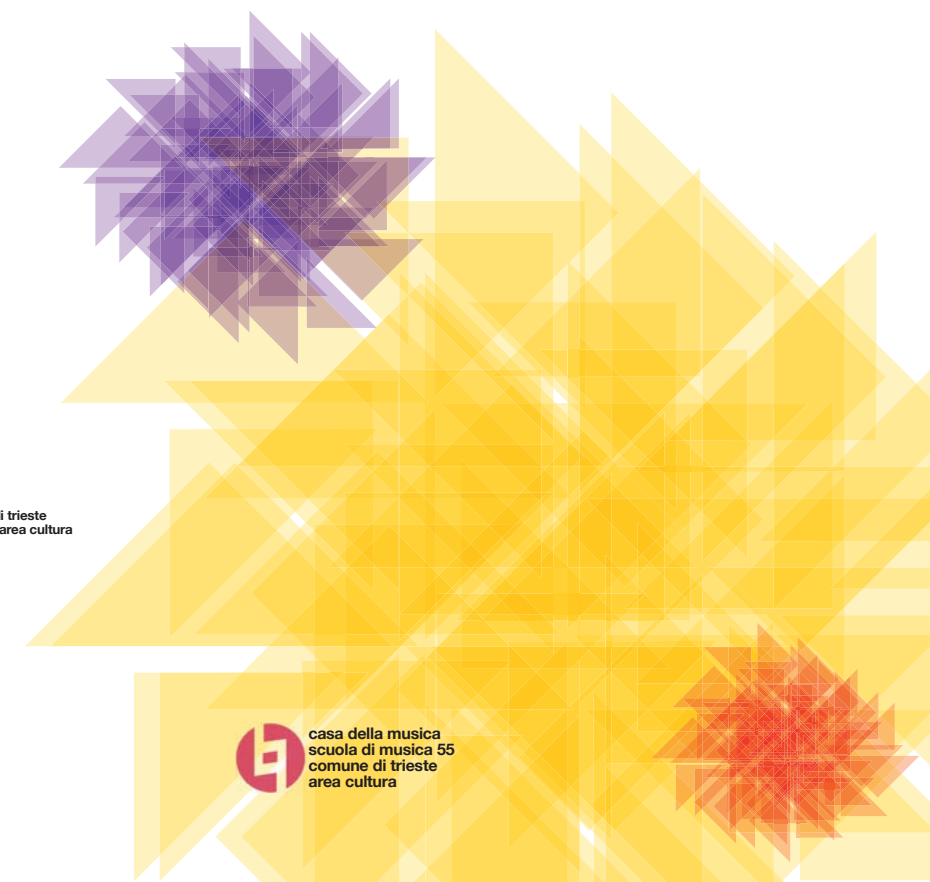 i trieste
area cultura
casa della musica
scuola di musica 55
comune di trieste
area cultura